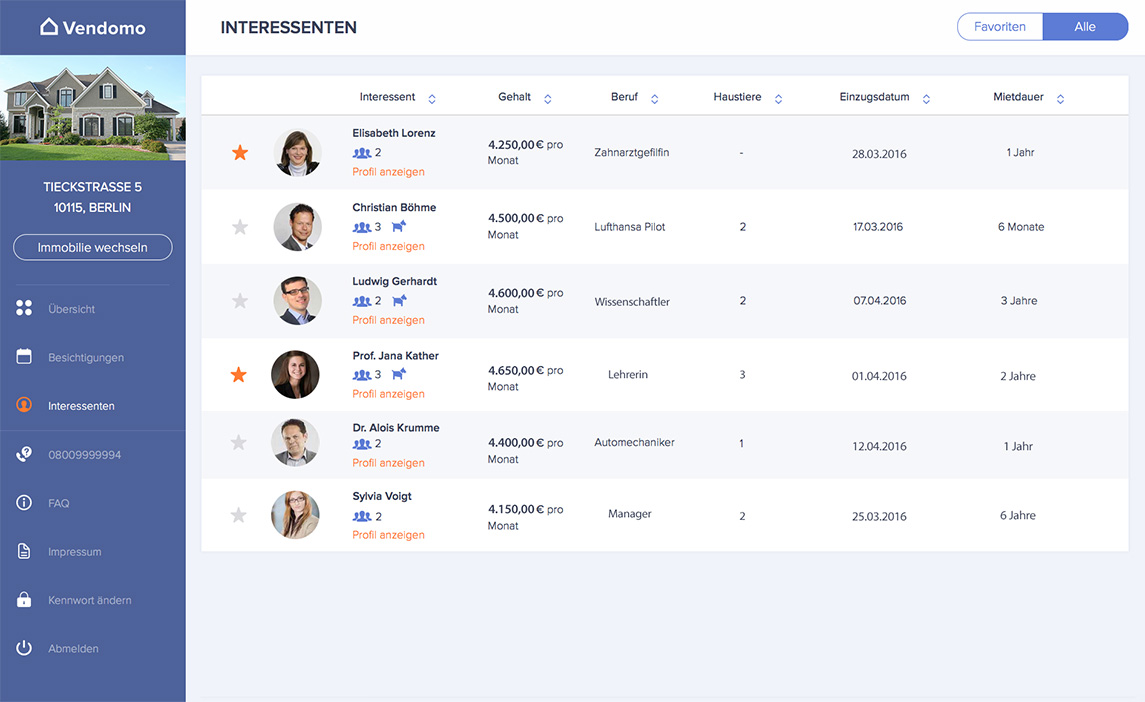 Vendomo
INTERESSENTEN
Favoriten Alle
TIECKSTRASSE 5
10115, BERLIN
Immobilie wechseln
Übersicht
Besichtigungen
Interessenten
08009999994
FAQ
Impressum
Kennwort ändern
Abmelden
Interessent Gehalt Beruf Haustiere Einzugsdatum Mietdauer
Elisabeth Lorenz
2
Profil anzeigen
4.250,00 € pro
Monat
Zahnarztgefilfin
-
28.03.2016
1 Jahr
Christian Böhme
3
Profil anzeigen
4.500,00 € pro
Monat
Lufthansa Pilot
2
17.03.2016
6 Monate
Ludwig Gerhardt
2
Profil anzeigen
4.600,00 € pro
Monat
Wissenschaftler
2
07.04.2016
3 Jahre
Prof. Jana Kather
3
Profil anzeigen
4.650,00 € pro
Monat
Lehrerin
3
01.04.2016
2 Jahre
Dr. Alois Krumme
2
Profil anzeigen
4.400,00 € pro
Monat
Automechaniker
1
12.04.2016
1 Jahr
Sylvia Voigt
2
Profil anzeigen
4.150,00 € pro
Monat
Manager
2
25.03.2016
6 Jahre